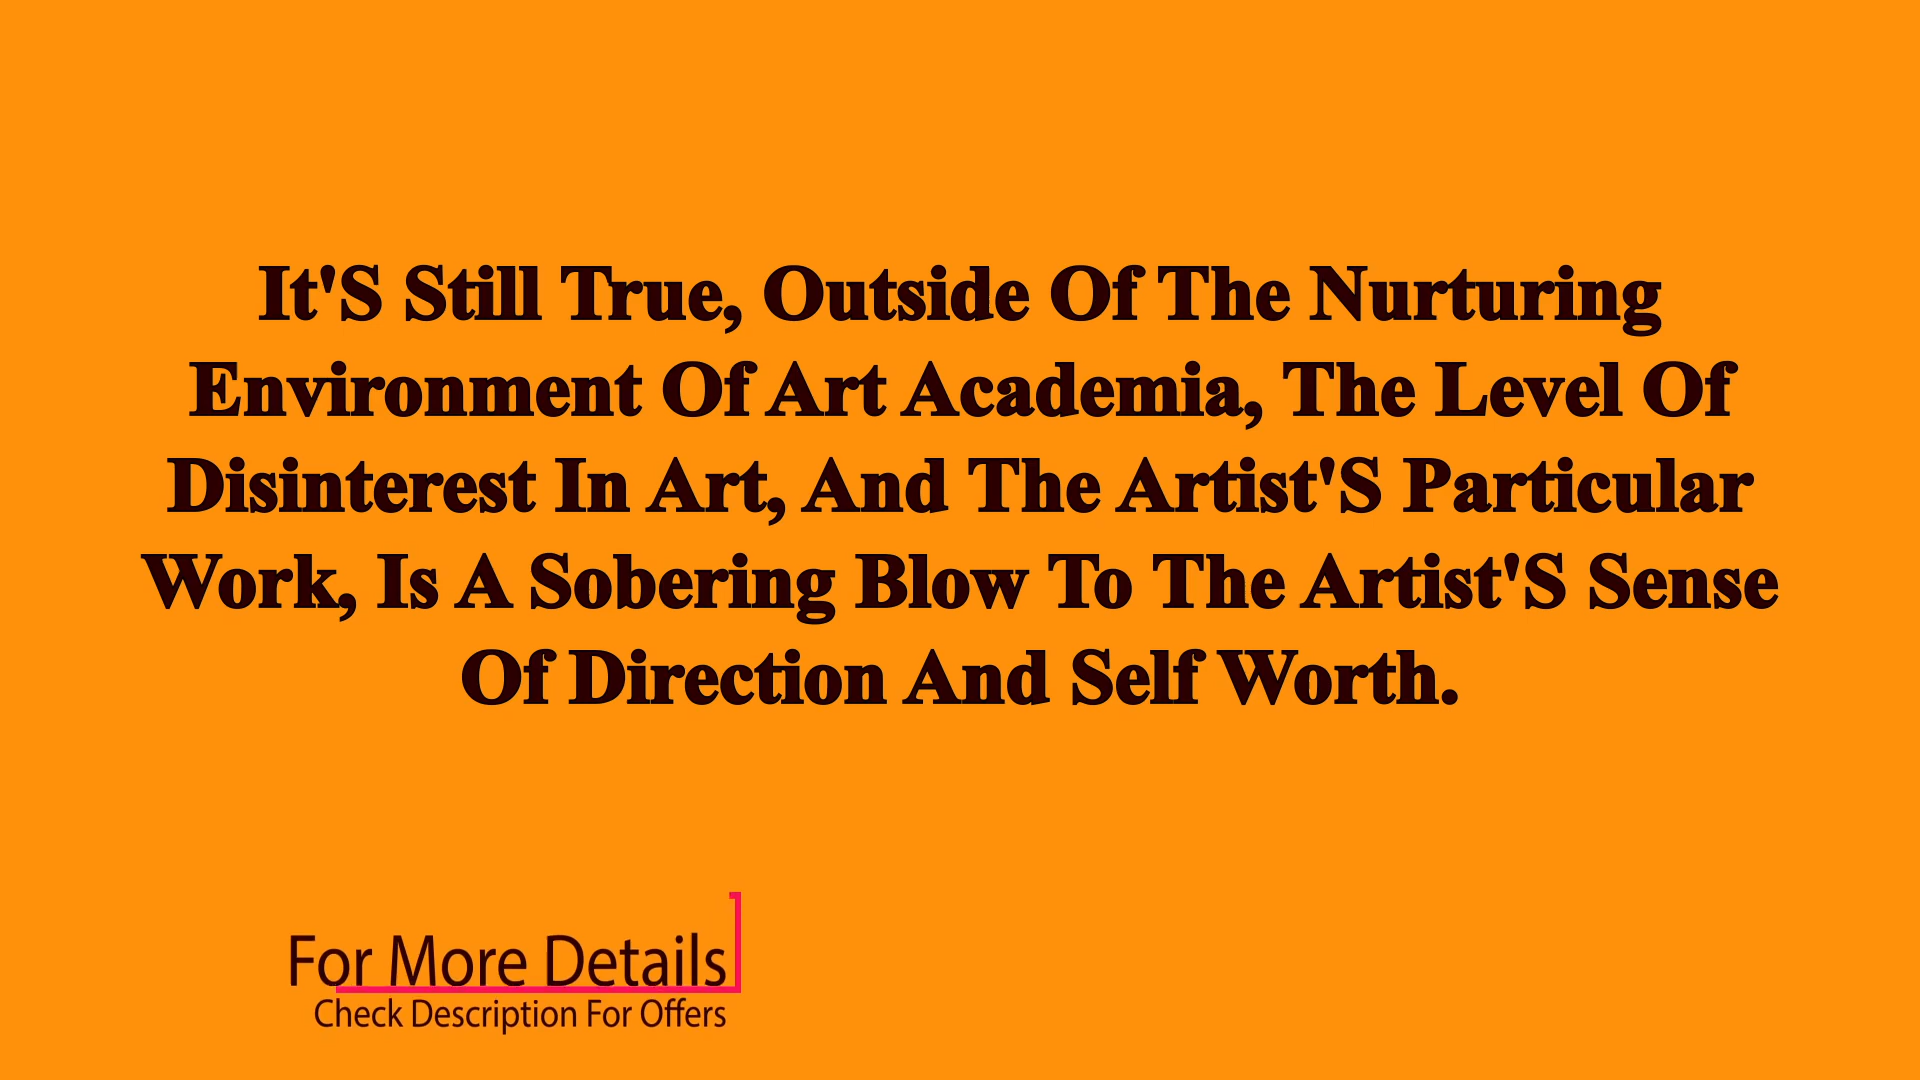 It'S Still True, Outside Of The Nurturing
Environment Of Art Academia, The Level Of
Disinterest In Art, And The Artist'S Particular
Work, Is A Sobering Blow To The Artist'S Sense
Of Direction And Self Worth.
For More Details
Check Description For Offers